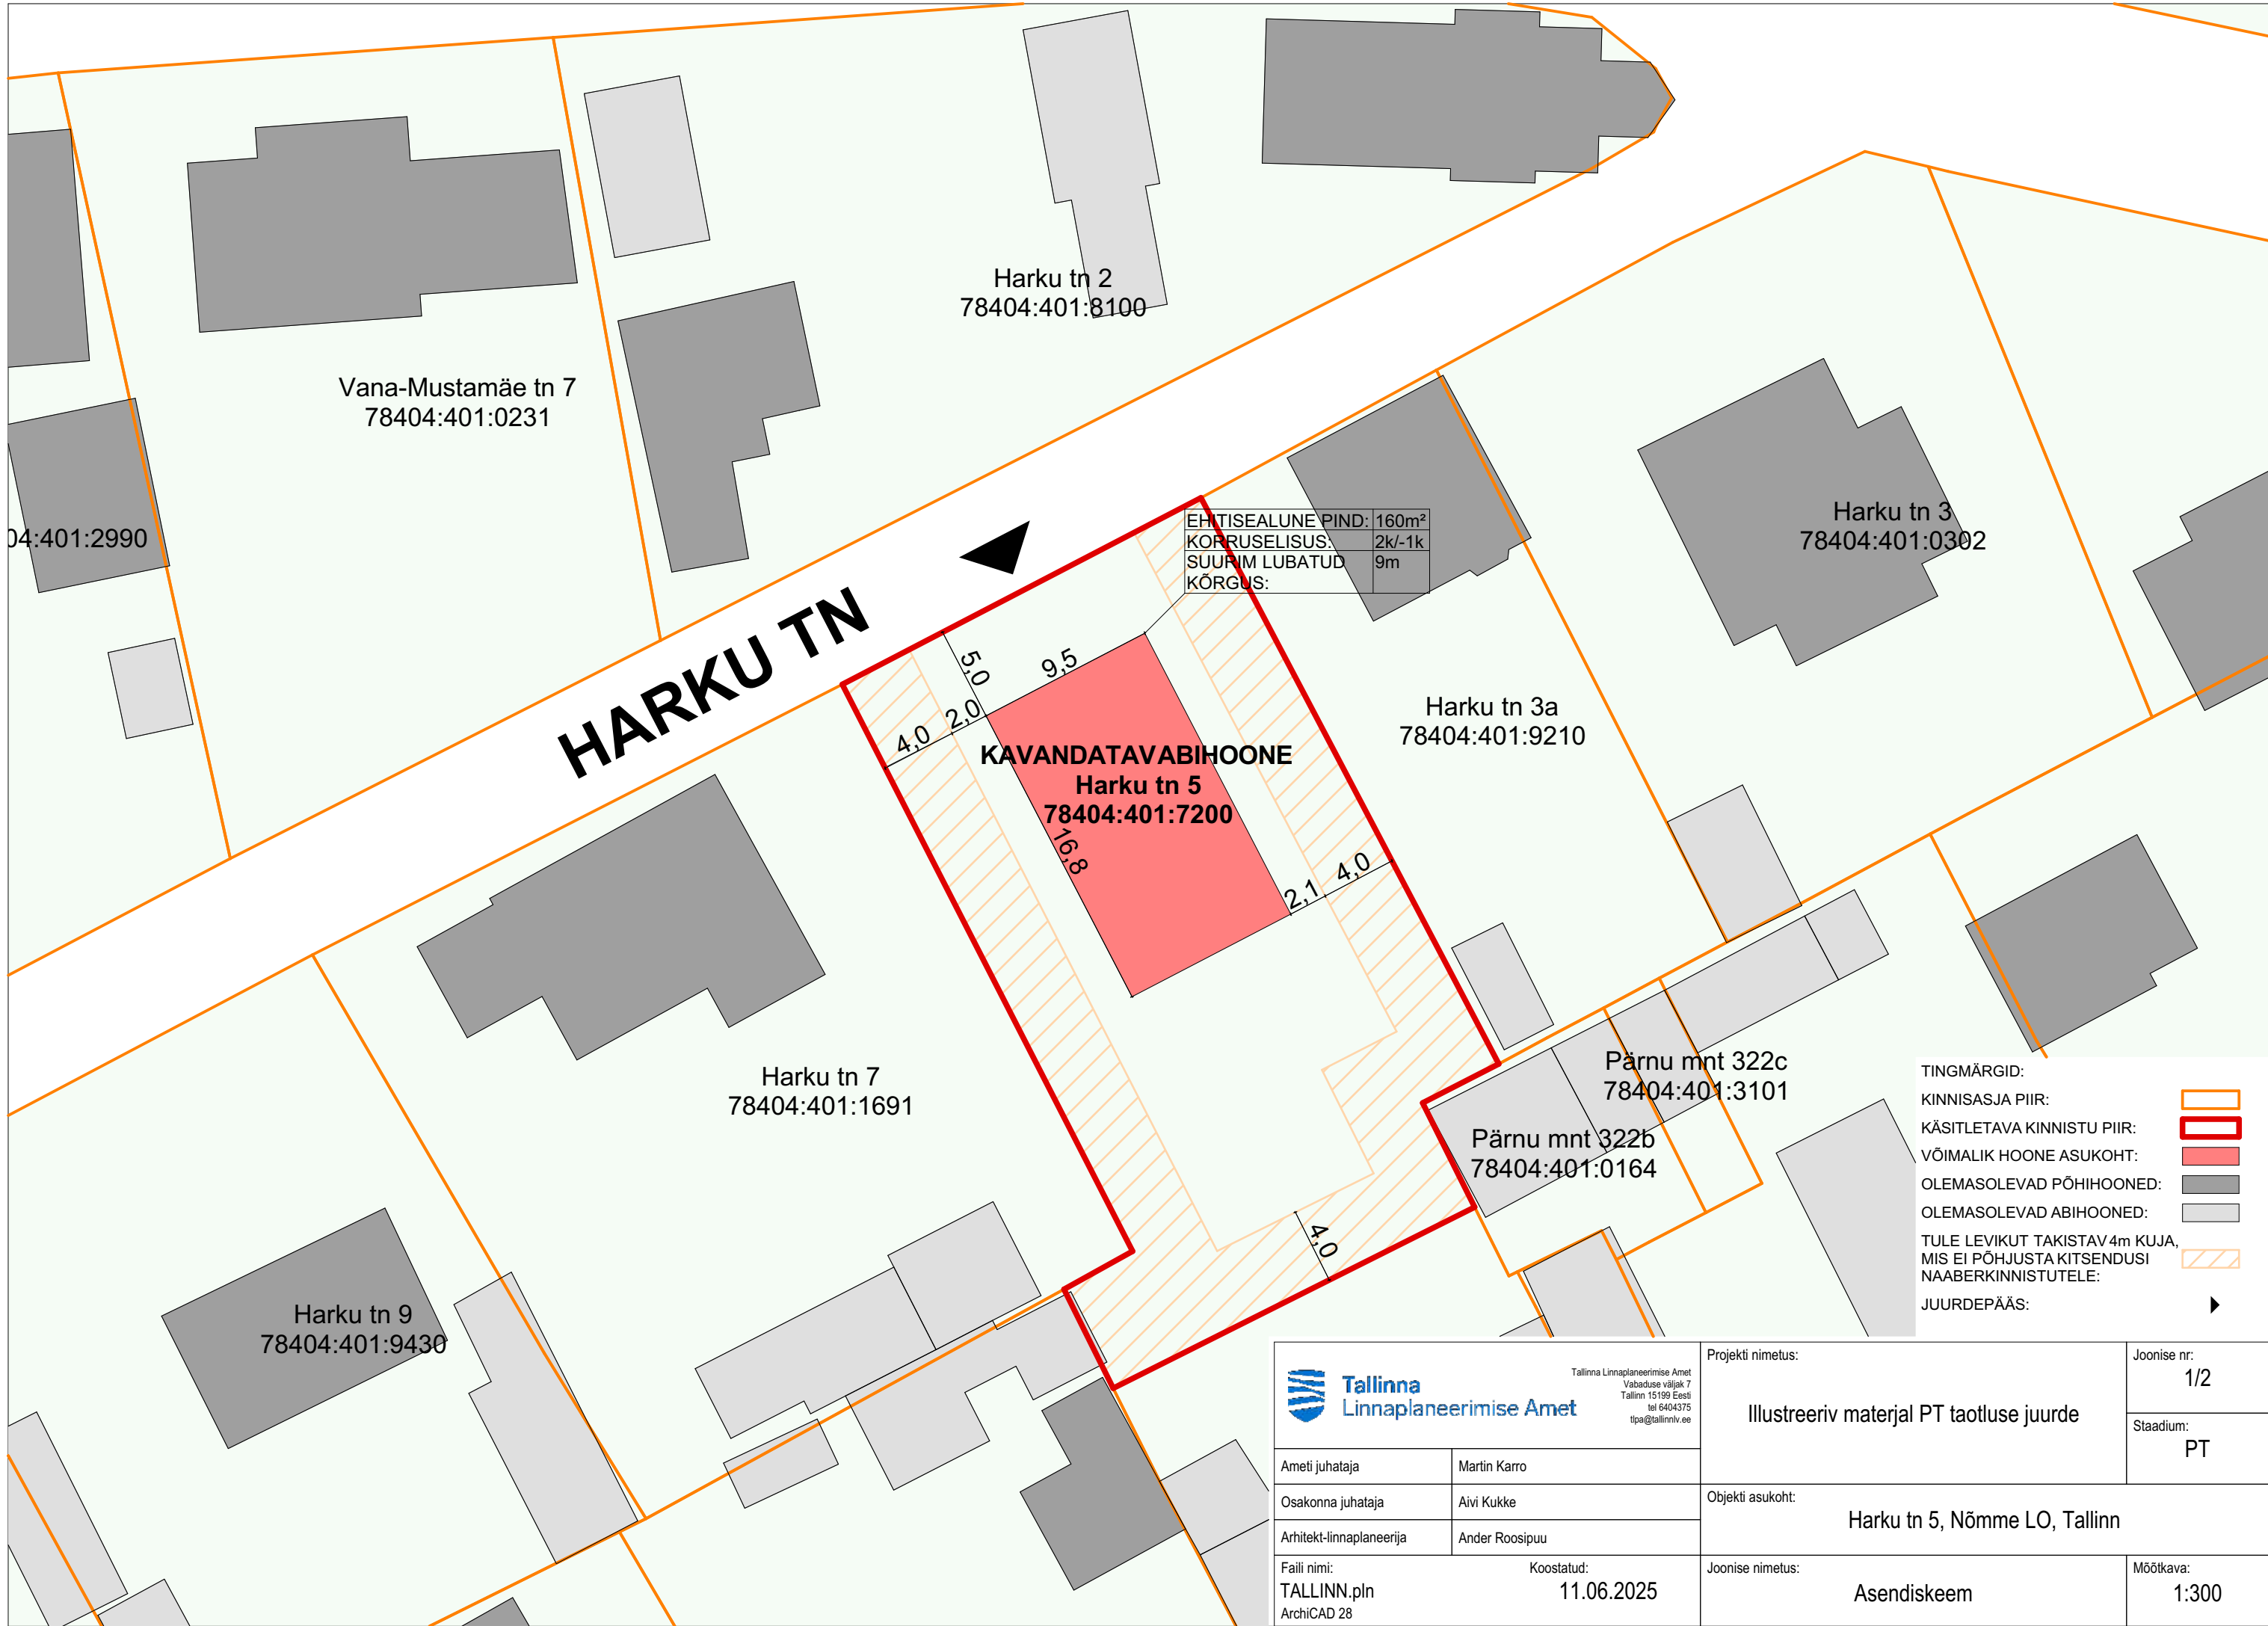 Harku tn 2
78404:401:8100
Vana-Mustamäe tn 7
78404:401:0231
04:401:2990
HARKU TN
EHITISEALUNE PIND: 160m²
KORRUSELISUS: 2k/-1k
SUURIM LUBATUD 9m
KÕRGUS:
Harku tn 3
78404:401:0302
5,0
9,5
4,0
2,0
KAVANDATAV ABIHOONE
Harku tn 5
78404:401:7200
16,8
2,1
4,0
4,0
Harku tn 3a
78404:401:9210
Harku tn 7
78404:401:1691
Pärnu mnt 322c
78404:401:3101
Pärnu mnt 322b
78404:401:0164
Harku tn 9
78404:401:9430
TINGMÄRGID:
KINNISASJA PIIR:
KÄSITLETAVA KINNISTU PIIR:
VÕIMALIK HOONE ASUKOHT:
OLEMASOLEVAD PÕHIHOONED:
OLEMASOLEVAD ABIHOONED:
TULE LEVIKUT TAKISTAV 4m KUJA,
MIS EI PÕHJUSTA KITSENDUSI
NAABERKINNISTUTELE:
JUURDEPÄÄS:
Tallinna
Linnaplaneerimise Amet
Tallinna Linnaplaneerimise Amet
Vabaduse väljak 7
Tallinn 15199 Eesti
tel 6404375
tlpa@tallinnlv.ee
Projekti nimetus:
Illustreeriv materjal PT taotluse juurde
Joonise nr:
1/2
Staadium:
PT
Ameti juhataja Martin Karro
Osakonna juhataja Aivi Kukke
Arhitekt-linnaplaneerija Ander Roosipuu
Objekti asukoht:
Harku tn 5, Nõmme LO, Tallinn
Faili nimi:
TALLINN.pln
ArchiCAD 28
Koostatud:
11.06.2025
Joonise nimetus:
Asendiskeem
Mõõtkava:
1:300